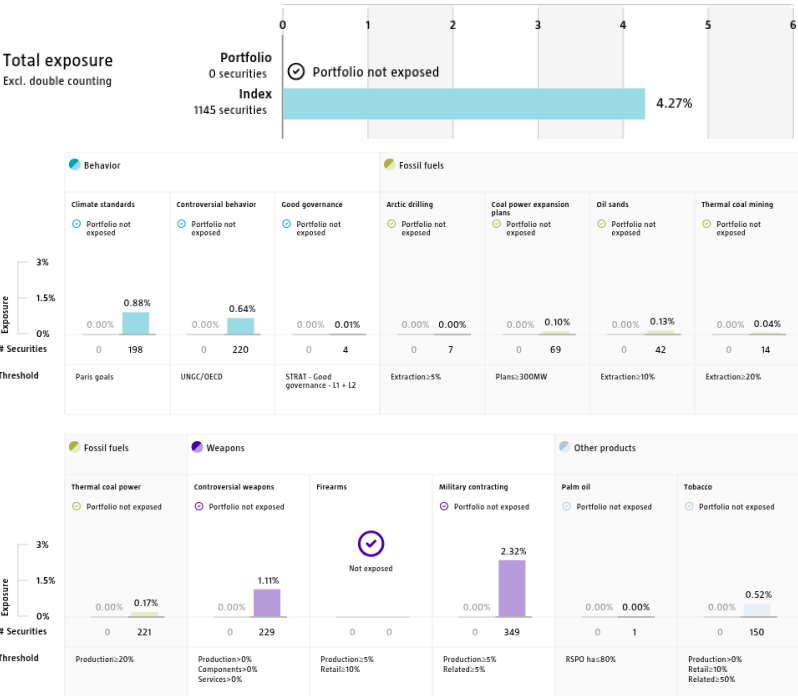 0 1 2 3 4 5 6
Total exposure
Excl. double counting
Portfolio
0 securities
Portfolio not exposed
Index
1145 securities
4.27%
Behavior
Fossil fuels
Climate standards
Controversial behavior
Good governance
Arctic drilling
Coal power expansion
plans
Oil sands
Thermal coal mining
Portfolio not
exposed
Portfolio not
exposed
Portfolio not
exposed
Portfolio not
exposed
Portfolio not
exposed
Portfolio not
exposed
Portfolio not
exposed
Exposure
3%
1.5%
0%
0.00% 0.88%
0.00% 0.64%
0.00% 0.01%
0.00% 0.00%
0.00% 0.10%
0.00% 0.13%
0.00% 0.04%
# Securities 0 198 0 220 0 4 0 7 0 69 0 42 0 14
Threshold
Paris goals
UNGC/OECD
STRAT - Good
governance - L1 + L2
Extraction≥5%
Plans≥300MW
Extraction≥10%
Extraction≥20%
Fossil fuels
Weapons
Other products
Thermal coal power
Controversial weapons
Firearms
Military contracting
Palm oil
Tobacco
Portfolio not exposed
Portfolio not exposed
Not exposed
Portfolio not exposed
Portfolio not exposed
Portfolio not exposed
Exposure
3%
1.5%
0%
0.00% 0.17%
0.00% 1.11%
0.00% 2.32%
0.00% 0.00%
0.00% 0.52%
# Securities 0 221 0 229 0 0 0 349 0 1 0 150
Threshold
Production≥20%
Production>0%
Components>0%
Services>0%
Production≥5%
Retail≥10%
Production≥5%
Related≥5%
RSPO ha≤80%
Production>0%
Retail≥10%
Related≥50%